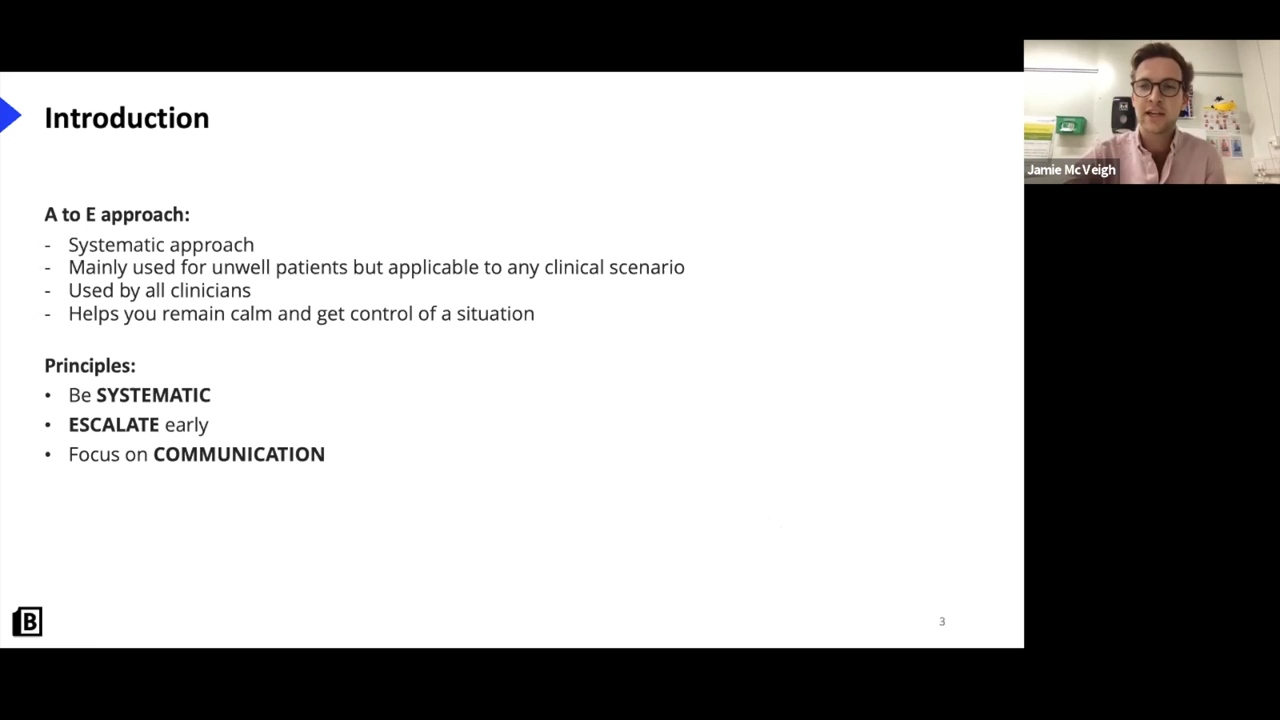 Introduction
A to E approach:
- Systematic approach
- Mainly used for unwell patients but applicable to any clinical scenario
- Used by all clinicians
- Helps you remain calm and get control of a situation
Principles:
• Be SYSTEMATIC
• ESCALATE early
• Focus on COMMUNICATION
B
3
Jamie McVeigh